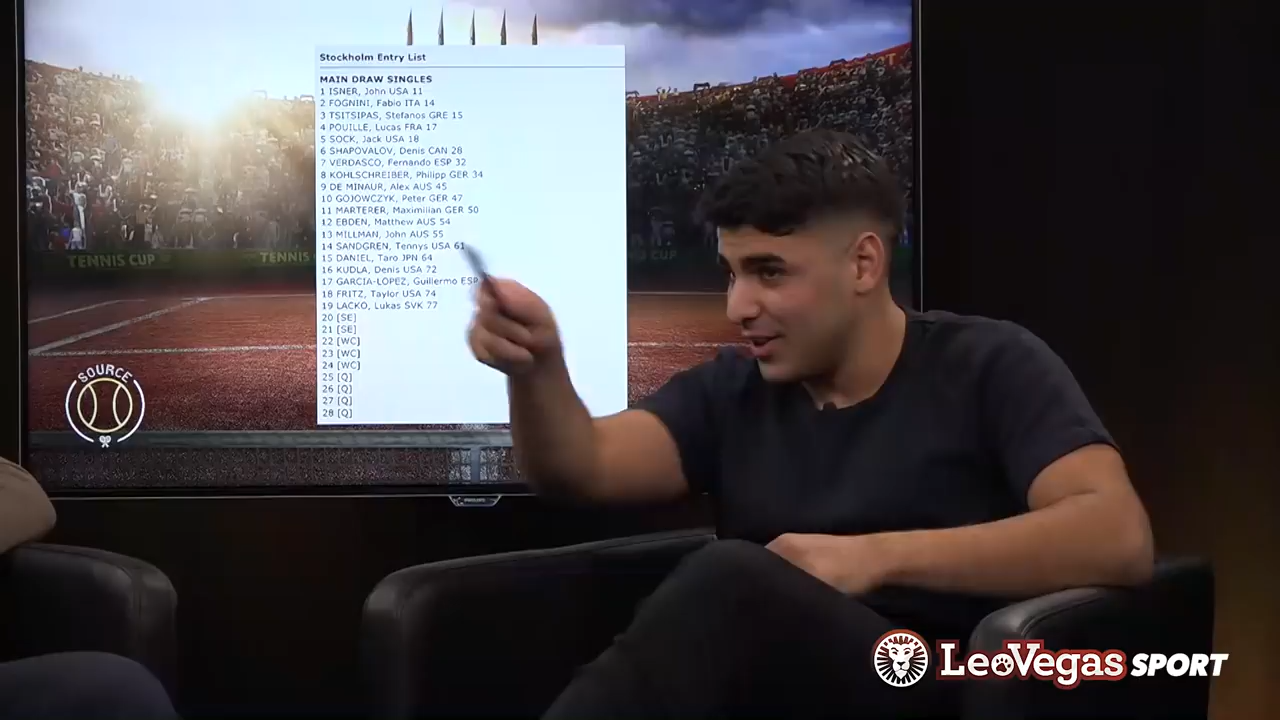 Stockholm Entry List
MAIN DRAW SINGLES
1 ISNER, John USA 11
2 FOGNINI, Fabio ITA 14
3 TSITSIPAS, Stefanos GRE 15
4 POUILLE, Lucas FRA 17
5 SOCK, Jack USA 18
6 SHAPOVALOV, Denis CAN 28
7 VERDASCO, Fernando ESP 32
8 KOHLSCHREIBER, Philipp GER 34
9 DE MINAUR, Alex AUS 45
10 GOJOWCZYK, Peter GER 47
11 MARTERER, Maximilian GER 50
12 EBDEN, Matthew AUS 54
13 MILLMAN, John AUS 55
14 SANDGREN, Tennys USA 61
15 DANIEL, Taro JPN 64
16 KUDLA, Denis USA 72
17 GARCIA-LOPEZ, Guillermo ESP
18 FRITZ, Taylor USA 74
19 LACKO, Lukas SVK 77
20 [SE]
21 [SE]
22 [WC]
23 [WC]
24 [WC]
25 [Q]
26 [Q]
27 [Q]
28 [Q]
TENNIS CUP
TENNIS
SOURCE
PHILIPS
LeoVegas SPORT